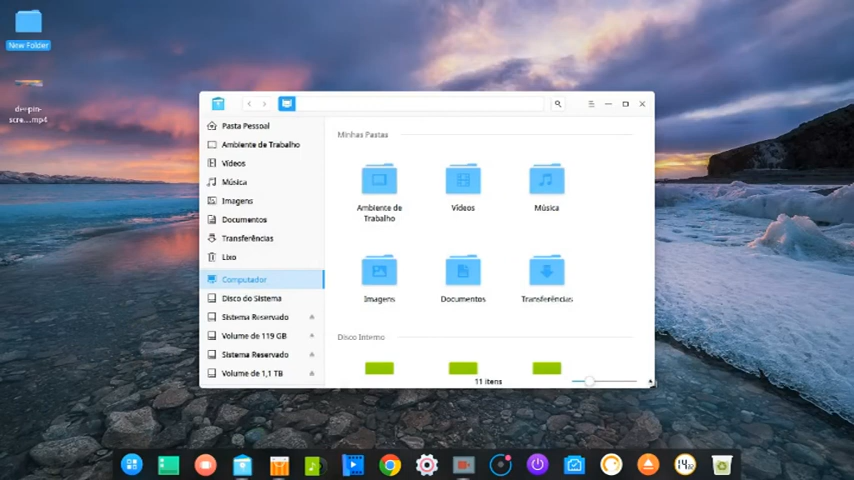 New Folder
deepin-
scre...mp4
Pasta Pessoal
Ambiente de Trabalho
Vídeos
Música
Imagens
Documentos
Transferências
Lixo
Computador
Disco do Sistema
Sistema Reservado
Volume de 119 GB
Sistema Reservado
Volume de 1,1 TB
Minhas Pastas
Ambiente de
Trabalho
Vídeos
Música
Imagens
Documentos
Transferências
Disco Interno
11 itens